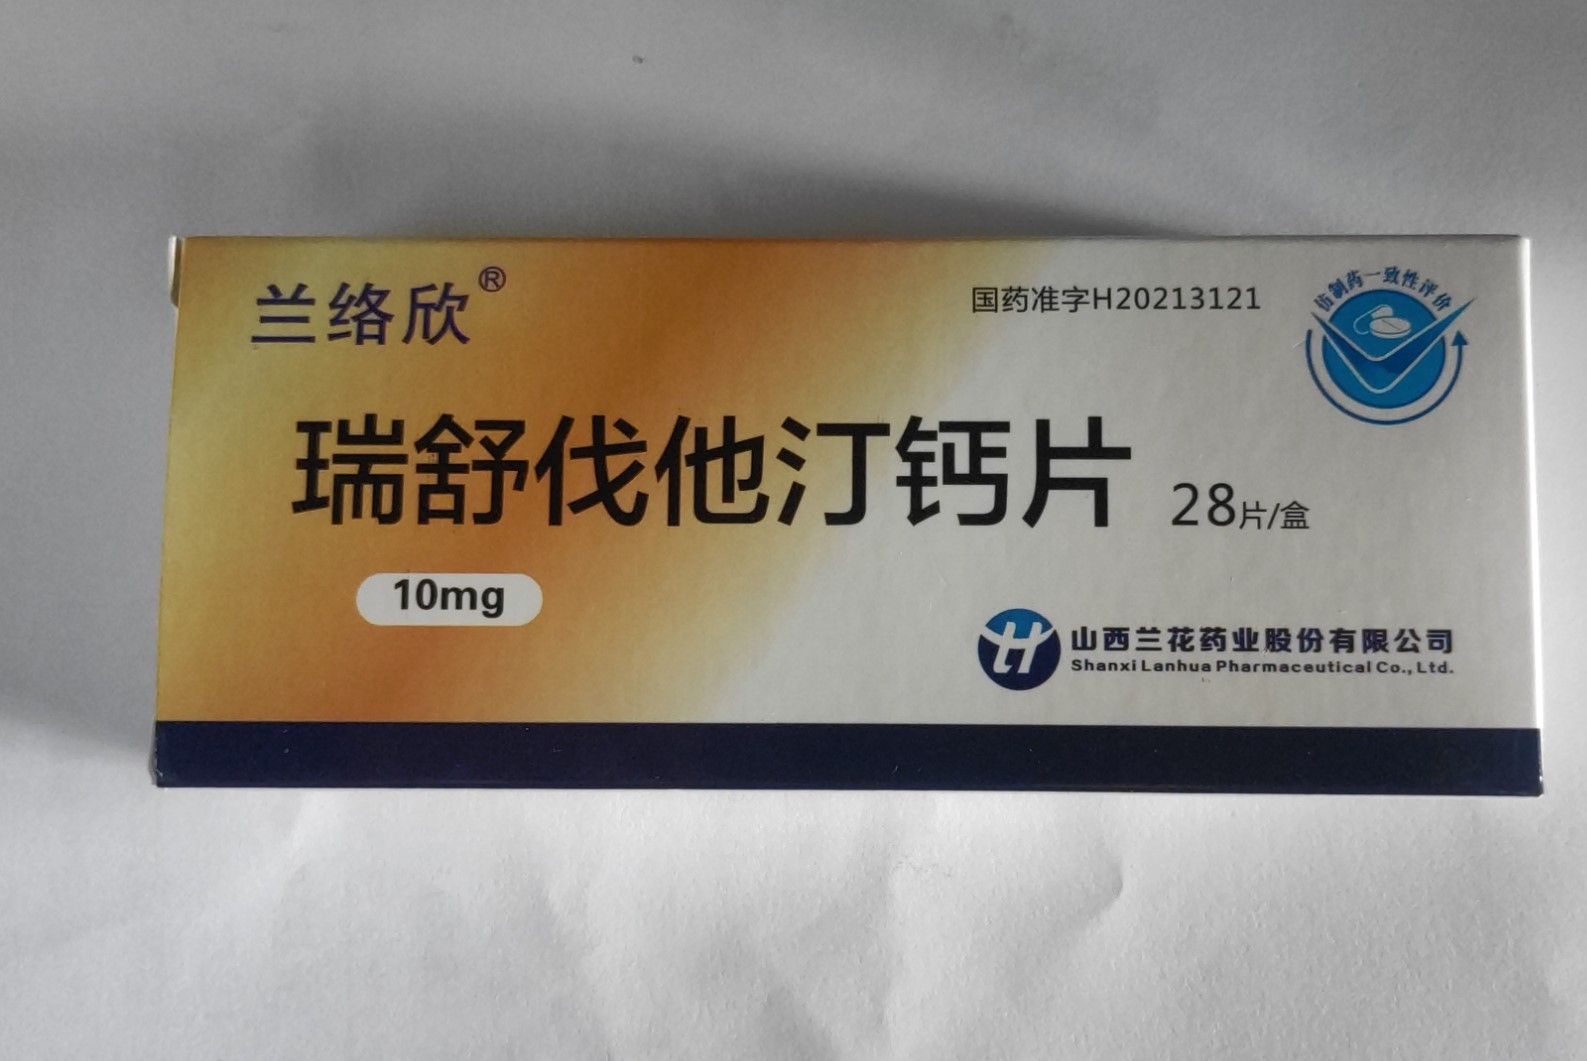 兰络欣®
国药准字H20213121
仿制药一致性评价
瑞舒伐他汀钙片 28片/盒
10mg
山西兰花药业股份有限公司
Shanxi Lanhua Pharmaceutical Co., Ltd.